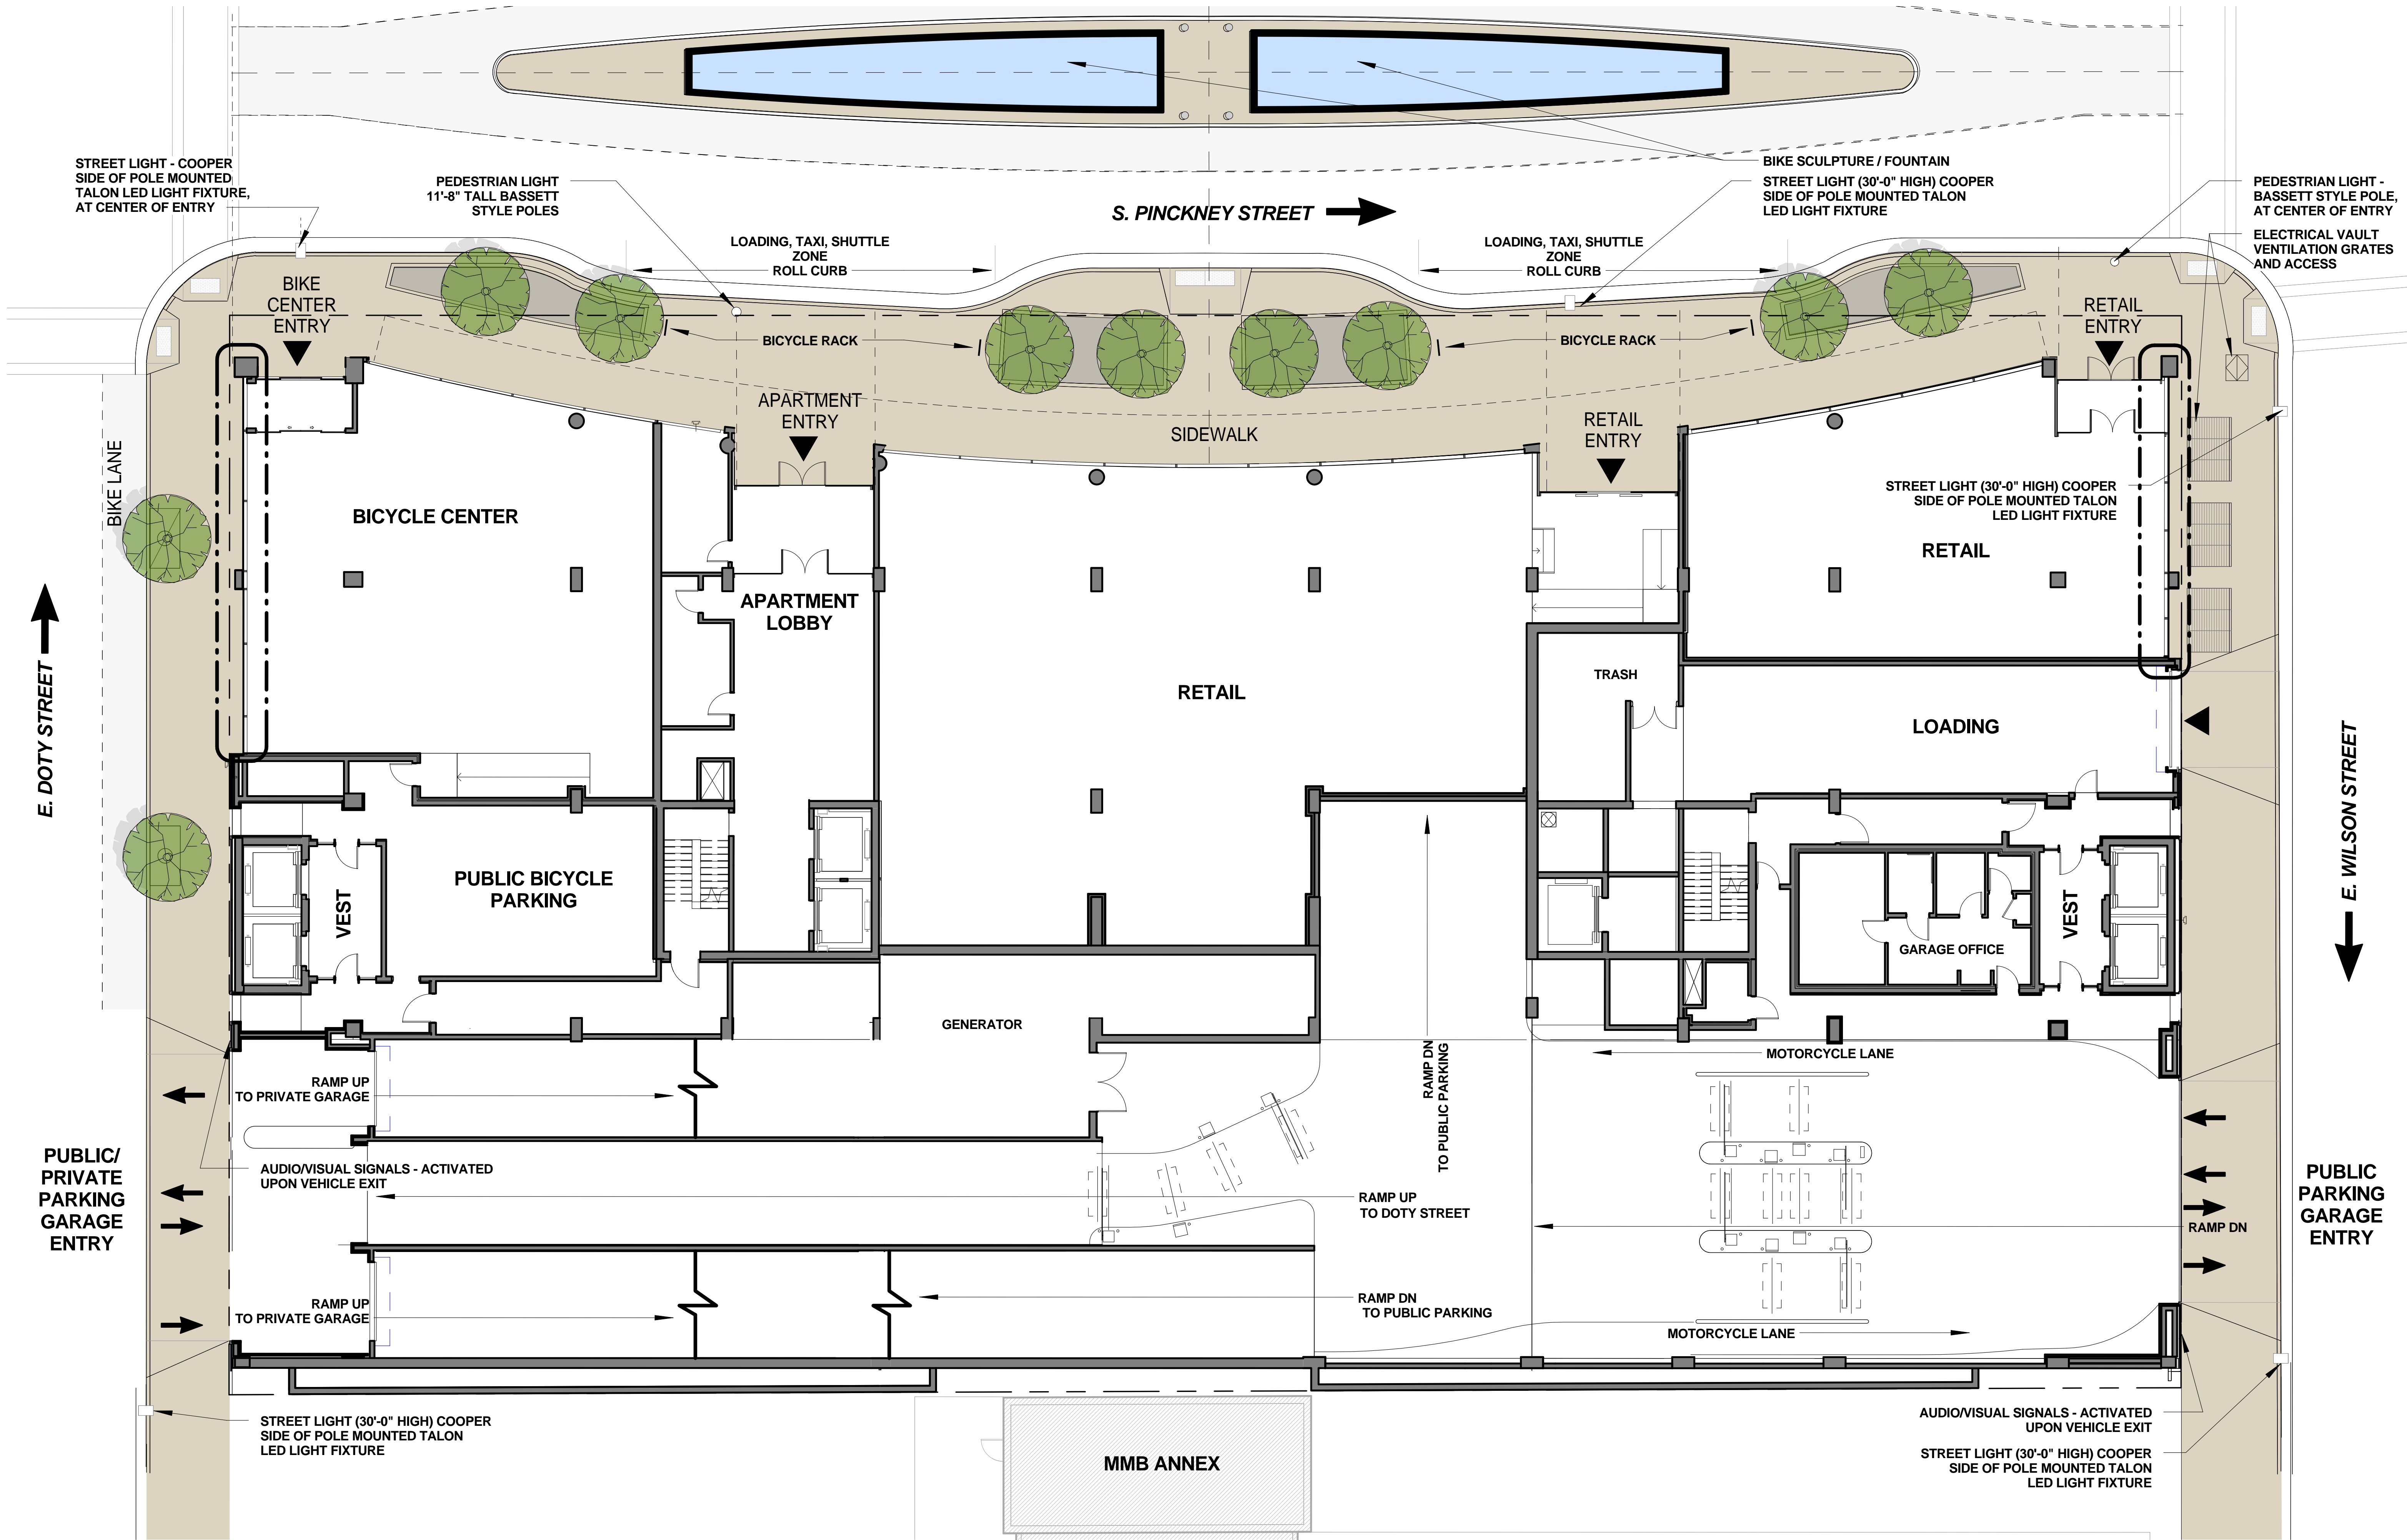 STREET LIGHT - COOPER
SIDE OF POLE MOUNTED
TALON LED LIGHT FIXTURE,
AT CENTER OF ENTRY
PEDESTRIAN LIGHT
11'-8" TALL BASSETT
STYLE POLES
S. PINCKNEY STREET
BIKE SCULPTURE / FOUNTAIN
STREET LIGHT (30'-0" HIGH) COOPER
SIDE OF POLE MOUNTED TALON
LED LIGHT FIXTURE
PEDESTRIAN LIGHT -
BASSETT STYLE POLE,
AT CENTER OF ENTRY
ELECTRICAL VAULT
VENTILATION GRATES
AND ACCESS
LOADING, TAXI, SHUTTLE
ZONE
ROLL CURB
LOADING, TAXI, SHUTTLE
ZONE
ROLL CURB
BIKE
CENTER
ENTRY
RETAIL
ENTRY
BICYCLE RACK
BICYCLE RACK
APARTMENT
ENTRY
SIDEWALK
RETAIL
ENTRY
BIKE LANE
BICYCLE CENTER
STREET LIGHT (30'-0" HIGH) COOPER
SIDE OF POLE MOUNTED TALON
LED LIGHT FIXTURE
RETAIL
APARTMENT
LOBBY
E. DOTY STREET
RETAIL
TRASH
LOADING
E. WILSON STREET
VEST
PUBLIC BICYCLE
PARKING
VEST
GARAGE OFFICE
GENERATOR
RAMP DN
TO PUBLIC PARKING
MOTORCYCLE LANE
RAMP UP
TO PRIVATE GARAGE
PUBLIC/
PRIVATE
PARKING
GARAGE
ENTRY
AUDIO/VISUAL SIGNALS - ACTIVATED
UPON VEHICLE EXIT
RAMP UP
TO DOTY STREET
RAMP DN
PUBLIC
PARKING
GARAGE
ENTRY
RAMP UP
TO PRIVATE GARAGE
RAMP DN
TO PUBLIC PARKING
MOTORCYCLE LANE
STREET LIGHT (30'-0" HIGH) COOPER
SIDE OF POLE MOUNTED TALON
LED LIGHT FIXTURE
MMB ANNEX
AUDIO/VISUAL SIGNALS - ACTIVATED
UPON VEHICLE EXIT
STREET LIGHT (30'-0" HIGH) COOPER
SIDE OF POLE MOUNTED TALON
LED LIGHT FIXTURE